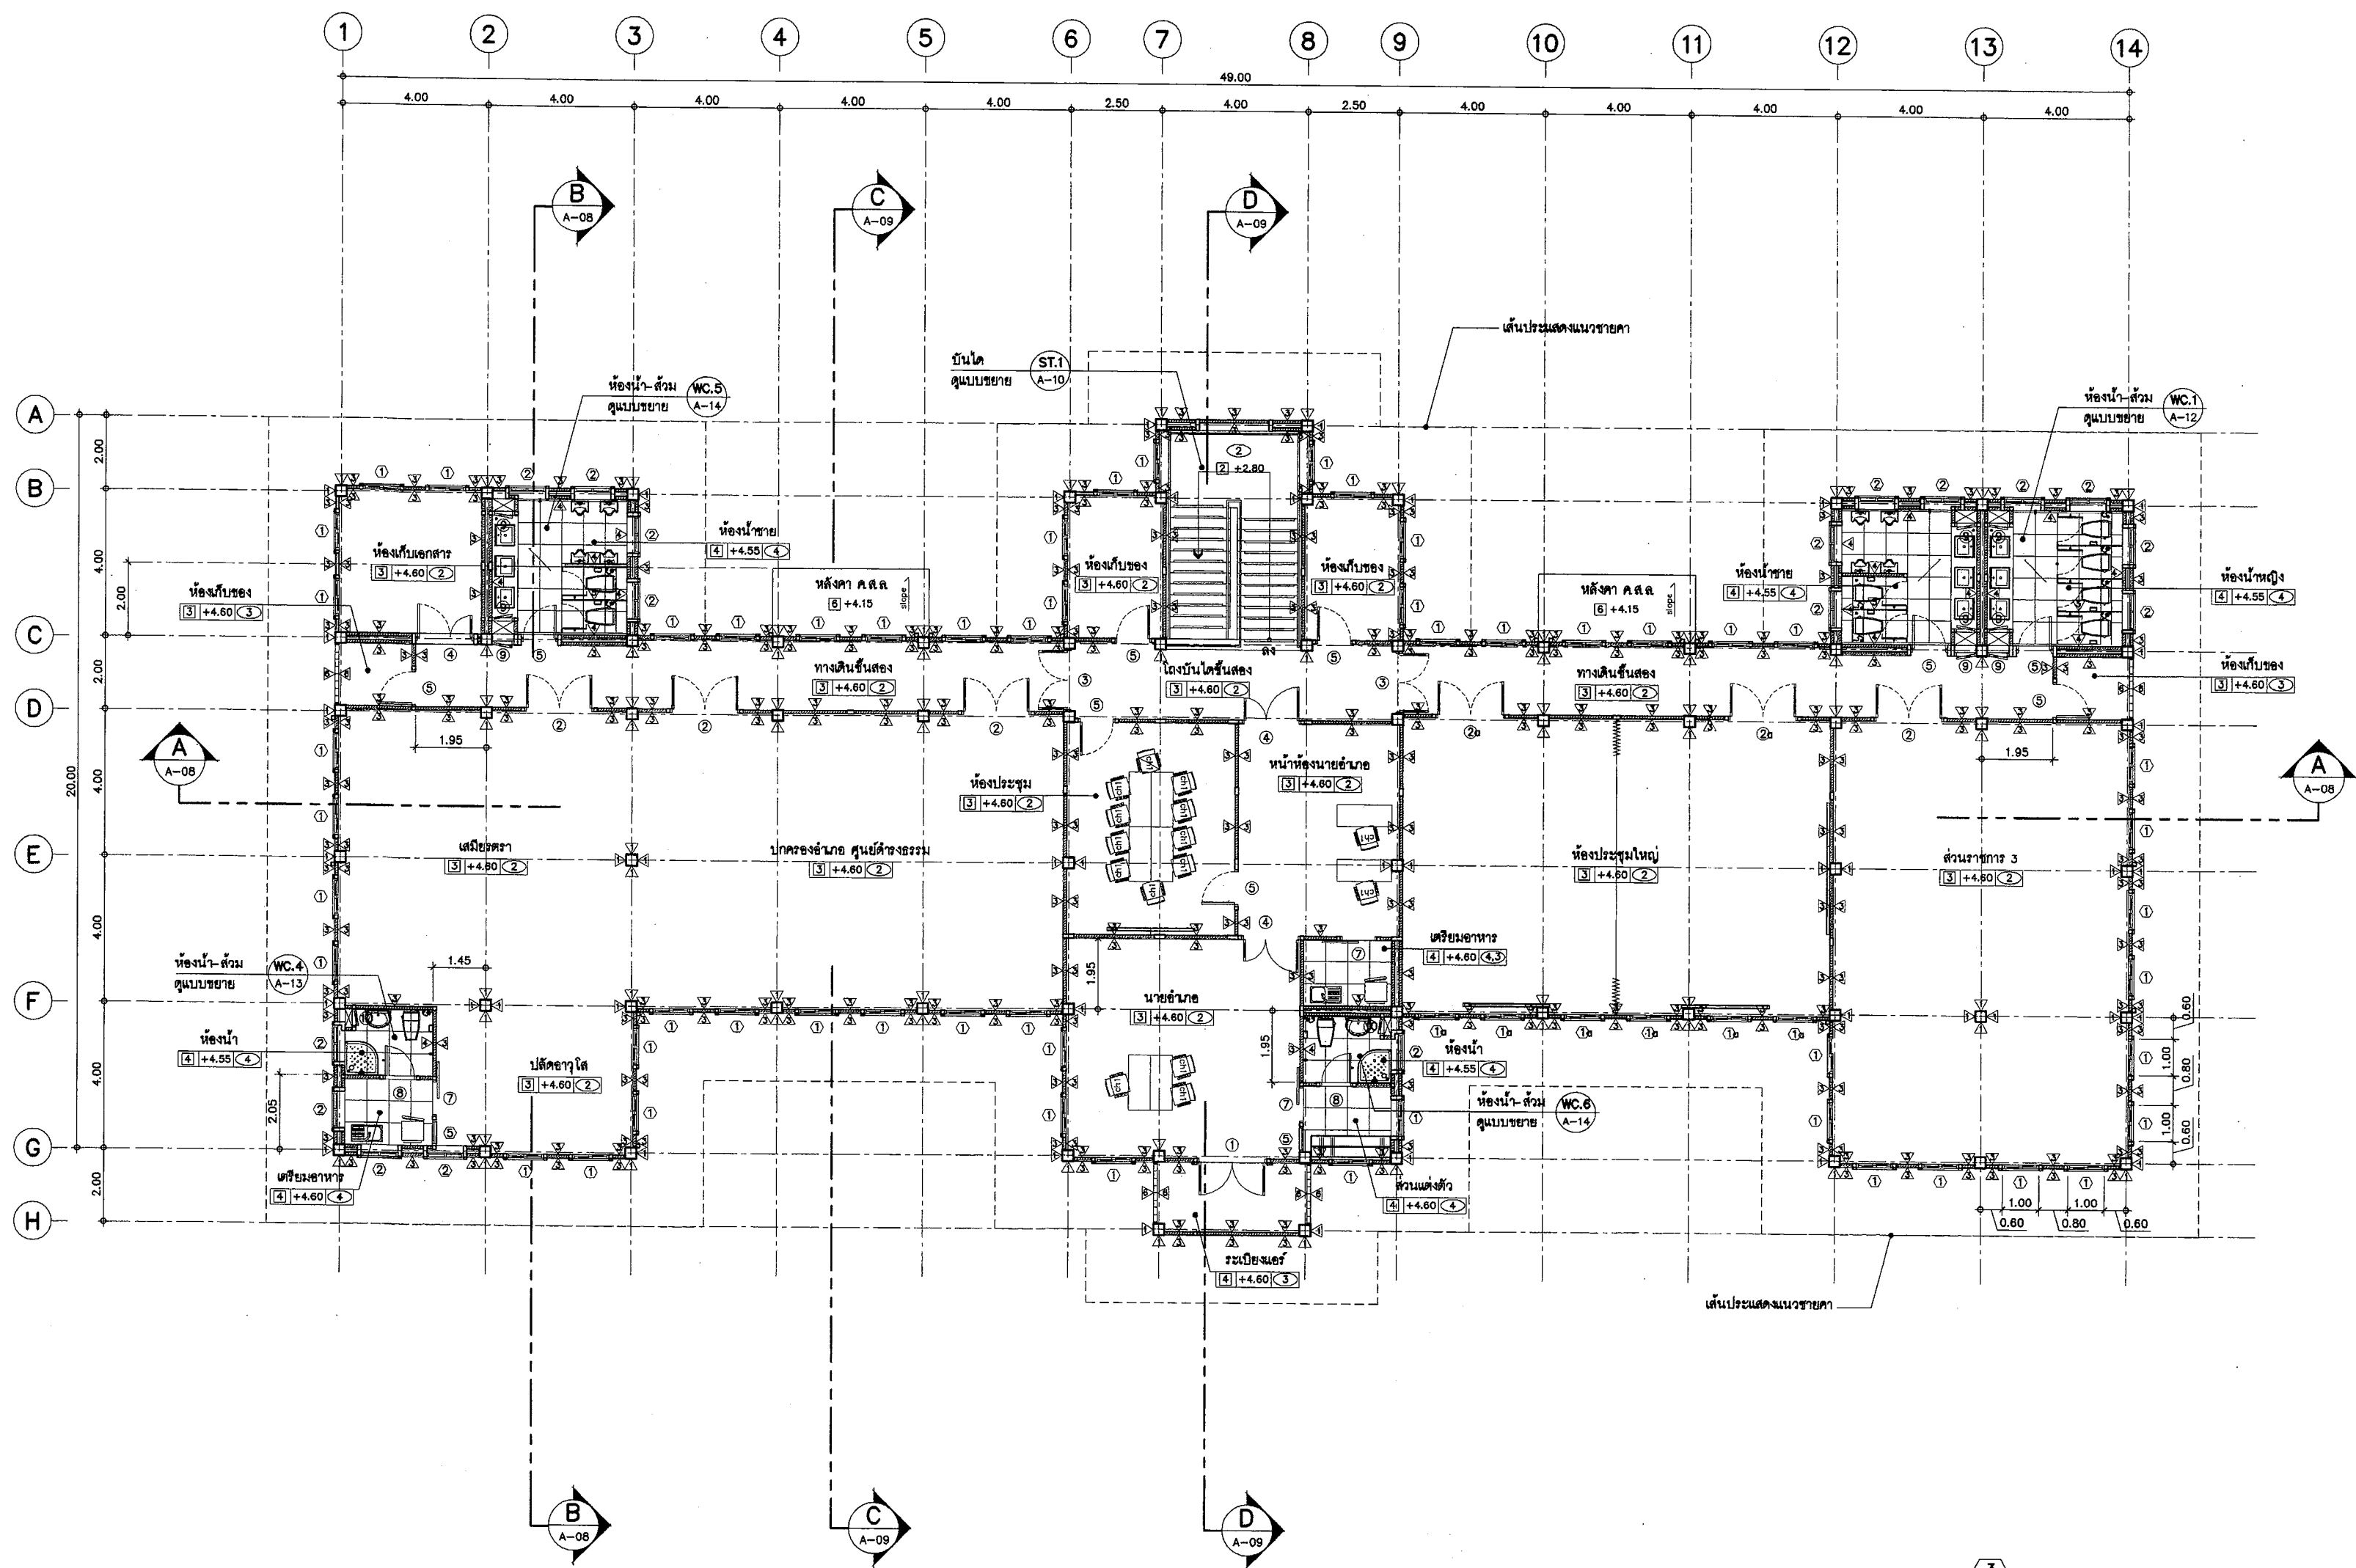 1 2 3 4 5 6 7 8 9 10 11 12 13 14
49.00
4.00 4.00 4.00 4.00 4.00 2.50 4.00 2.50 4.00 4.00 4.00 4.00 4.00
B
A-08
C
A-09
D
A-09
เส้นประแสดงแนวชายคา
บันได
ดูแบบขยาย
ST.1
A-10
ห้องน้ำ-ส้วม
ดูแบบขยาย
WC.5
A-14
ห้องน้ำ-ส้วม
ดูแบบขยาย
WC.1
A-12
A
B
C
D
E
F
G
H
20.00
2.00
4.00
2.00
2.00
4.00
4.00
4.00
2.00
2 +2.80
ห้องเก็บเอกสาร
3 +4.60 2
ห้องน้ำชาย
4 +4.55 4
ห้องเก็บของ
3 +4.60 3
หลังคา ค.ส.ล.
6 +4.15
slope
ห้องเก็บของ
3 +4.60 2
ห้องเก็บของ
3 +4.60 2
หลังคา ค.ส.ล.
6 +4.15
slope
ห้องน้ำชาย
4 +4.55 4
ห้องน้ำหญิง
4 +4.55 4
ลง
ทางเดินชั้นสอง
3 +4.60 2
โถงบันไดชั้นสอง
3 +4.60 2
ทางเดินชั้นสอง
3 +4.60 2
ห้องเก็บของ
3 +4.60 3
1.95
1.95
A
A-08
A
A-08
ห้องประชุม
3 +4.60 2
หน้าห้องนายอำเภอ
3 +4.60 2
เสมียรตรา
3 +4.60 2
ปกครองอำเภอ ศูนย์ดำรงธรรม
3 +4.60 2
ห้องประชุมใหญ่
3 +4.60 2
ส่วนราชการ 3
3 +4.60 2
ห้องน้ำ-ส้วม
ดูแบบขยาย
WC.4
A-13
1.45
1.95
เตรียมอาหาร
4 +4.60 4,3
นายอำเภอ
3 +4.60 2
ห้องน้ำ
4 +4.55 4
ปลัดอาวุโส
3 +4.60 2
2.05
1.95
ห้องน้ำ
4 +4.55 4
ห้องน้ำ-ส้วม
ดูแบบขยาย
WC.6
A-14
0.60
1.00
0.80
1.00
0.60
เตรียมอาหาร
4 +4.60 4
ส่วนแต่งตัว
4 +4.60 4
1.00 1.00
0.60 0.80 0.60
ระเบียงแอร์
4 +4.60 3
เส้นประแสดงแนวชายคา
B
A-08
C
A-09
D
A-09
3